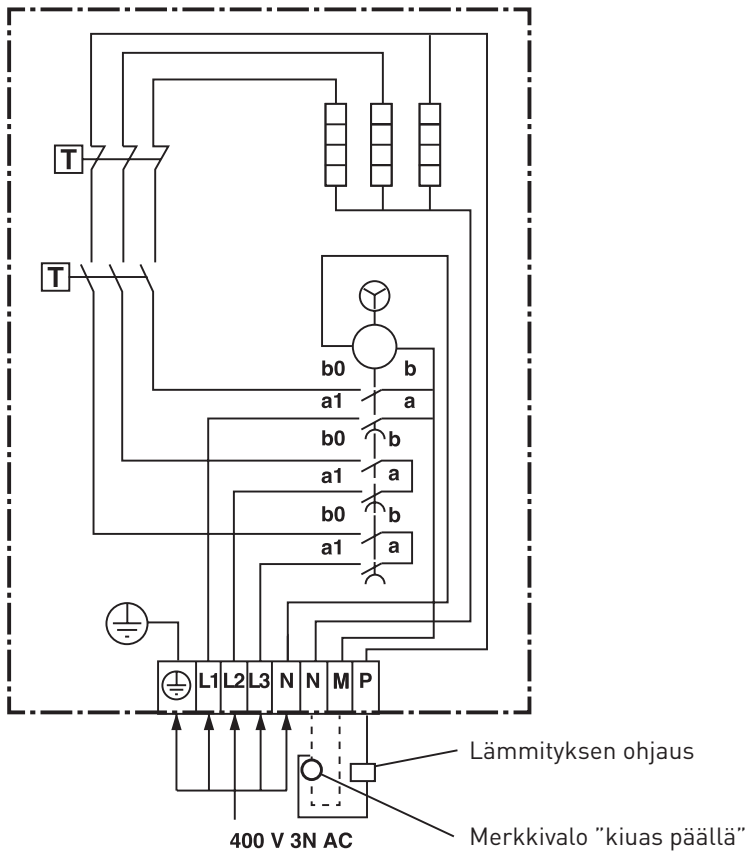 T
T
b0 b
a1 a
b0 b
a1 a
b0 b
a1 a
L1 L2 L3 N N M P
Lämmityksen ohjaus
400 V 3N AC
Merkkivalo ”kiuas päällä”